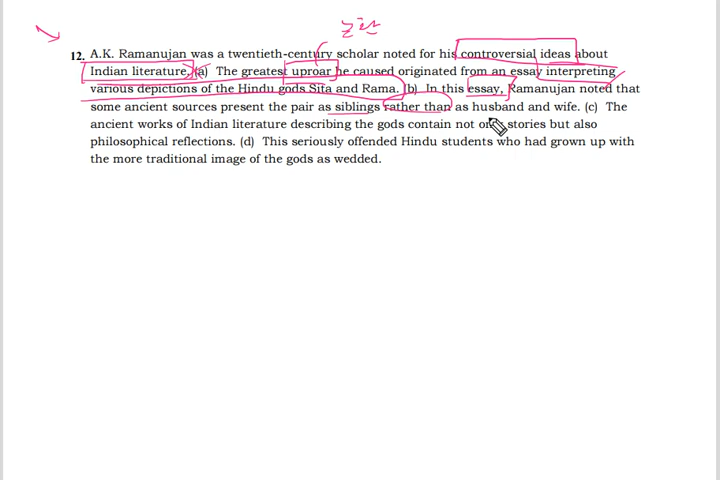 논란
12. A.K. Ramanujan was a twentieth-century scholar noted for his controversial ideas about
Indian literature. (a) The greatest uproar he caused originated from an essay interpreting
various depictions of the Hindu gods Sita and Rama. (b) In this essay, Ramanujan noted that
some ancient sources present the pair as siblings rather than as husband and wife. (c) The
ancient works of Indian literature describing the gods contain not only stories but also
philosophical reflections. (d) This seriously offended Hindu students who had grown up with
the more traditional image of the gods as wedded.